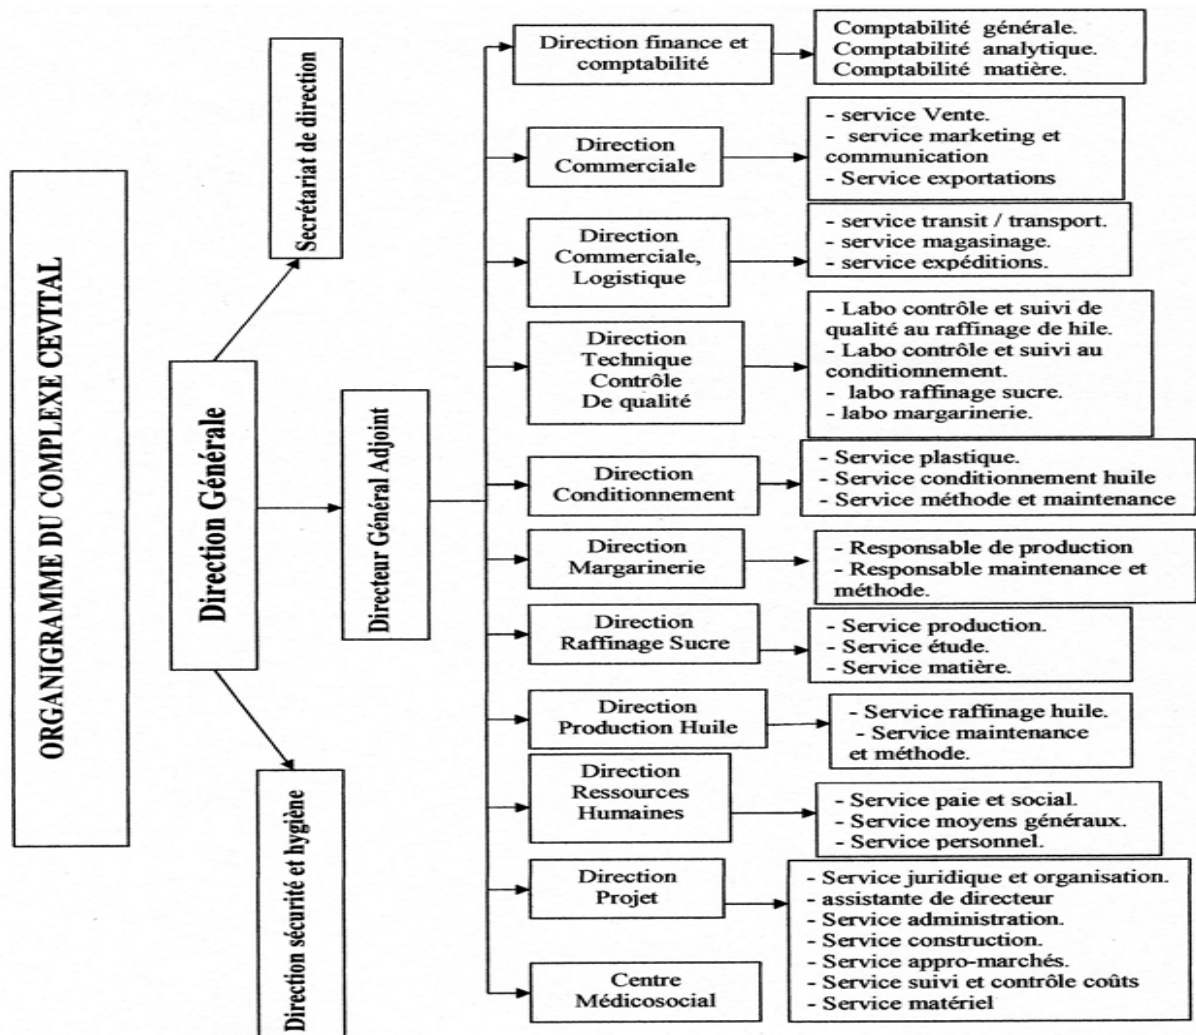 ORGANIGRAMME DU COMPLEXE CEVITAL
Secrétariat de direction
Direction Générale
Direction sécurité et hygiène
Directeur Général Adjoint
Direction finance et
comptabilité
Comptabilité générale.
Comptabilité analytique.
Comptabilité matière.
Direction
Commerciale
- service Vente.
- service marketing et
communication
- Service exportations
Direction
Commerciale,
Logistique
- service transit / transport.
- service magasinage.
- service expéditions.
Direction
Technique
Contrôle
De qualité
- Labo contrôle et suivi de
qualité au raffinage de hile.
- Labo contrôle et suivi au
conditionnement.
- labo raffinage sucre.
- labo margarinerie.
Direction
Conditionnement
- Service plastique.
- Service conditionnement huile
- Service méthode et maintenance
Direction
Margarinerie
- Responsable de production
- Responsable maintenance et
méthode.
Direction
Raffinage Sucre
- Service production.
- Service étude.
- Service matière.
Direction
Production Huile
- Service raffinage huile.
- Service maintenance
et méthode.
Direction
Ressources
Humaines
- Service paie et social.
- Service moyens généraux.
- Service personnel.
Direction
Projet
- Service juridique et organisation.
- assistante de directeur
- Service administration.
- Service construction.
- Service appro-marchés.
- Service suivi et contrôle coûts
- Service matériel
Centre
Médicosocial